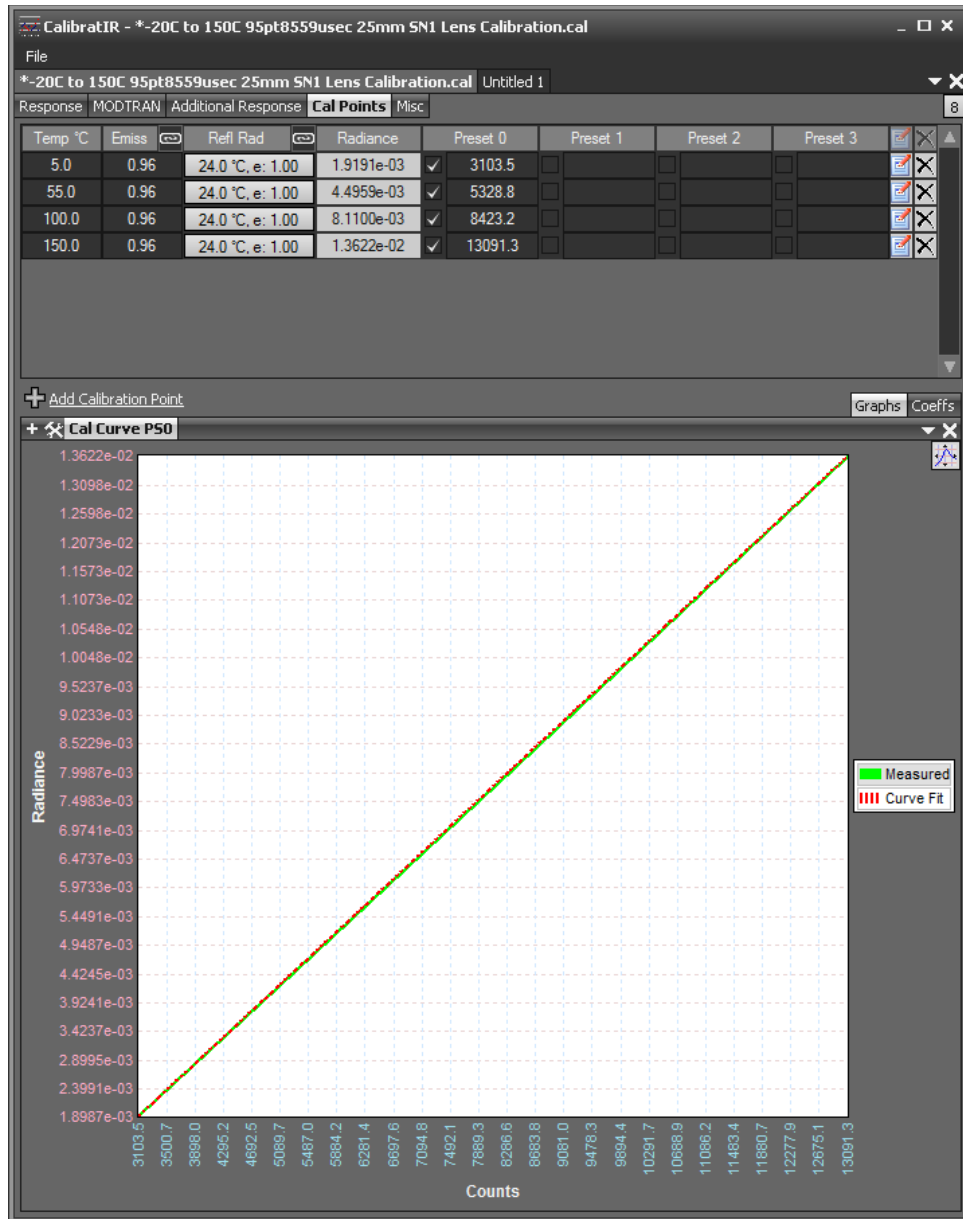 CalibratIR - *-20C to 150C 95pt8559usec 25mm SN1 Lens Calibration.cal
File
*-20C to 150C 95pt8559usec 25mm SN1 Lens Calibration.cal Untitled 1
Response MODTRAN Additional Response Cal Points Misc 8
Temp °C Emiss Refl Rad Radiance Preset 0 Preset 1 Preset 2 Preset 3
5.0 0.96 24.0 °C, e: 1.00 1.9191e-03 3103.5
55.0 0.96 24.0 °C, e: 1.00 4.4959e-03 5328.8
100.0 0.96 24.0 °C, e: 1.00 8.1100e-03 8423.2
150.0 0.96 24.0 °C, e: 1.00 1.3622e-02 13091.3
Add Calibration Point
Graphs Coeffs
+ Cal Curve PS0
1.3622e-02
1.3098e-02
1.2598e-02
1.2073e-02
1.1573e-02
1.1073e-02
1.0548e-02
1.0048e-02
9.5237e-03
9.0233e-03
8.5229e-03
7.9987e-03
7.4983e-03
6.9741e-03
6.4737e-03
5.9733e-03
5.4491e-03
4.9487e-03
4.4245e-03
3.9241e-03
3.4237e-03
2.8995e-03
2.3991e-03
1.8987e-03
Radiance
Measured
Curve Fit
3103.5
3500.7
3898.0
4295.2
4692.5
5089.7
5487.0
5884.2
6281.4
6697.6
7094.8
7492.1
7889.3
8286.6
8683.8
9081.0
9478.3
9894.4
10291.7
10688.9
11086.2
11483.4
11880.7
12277.9
12675.1
13091.3
Counts